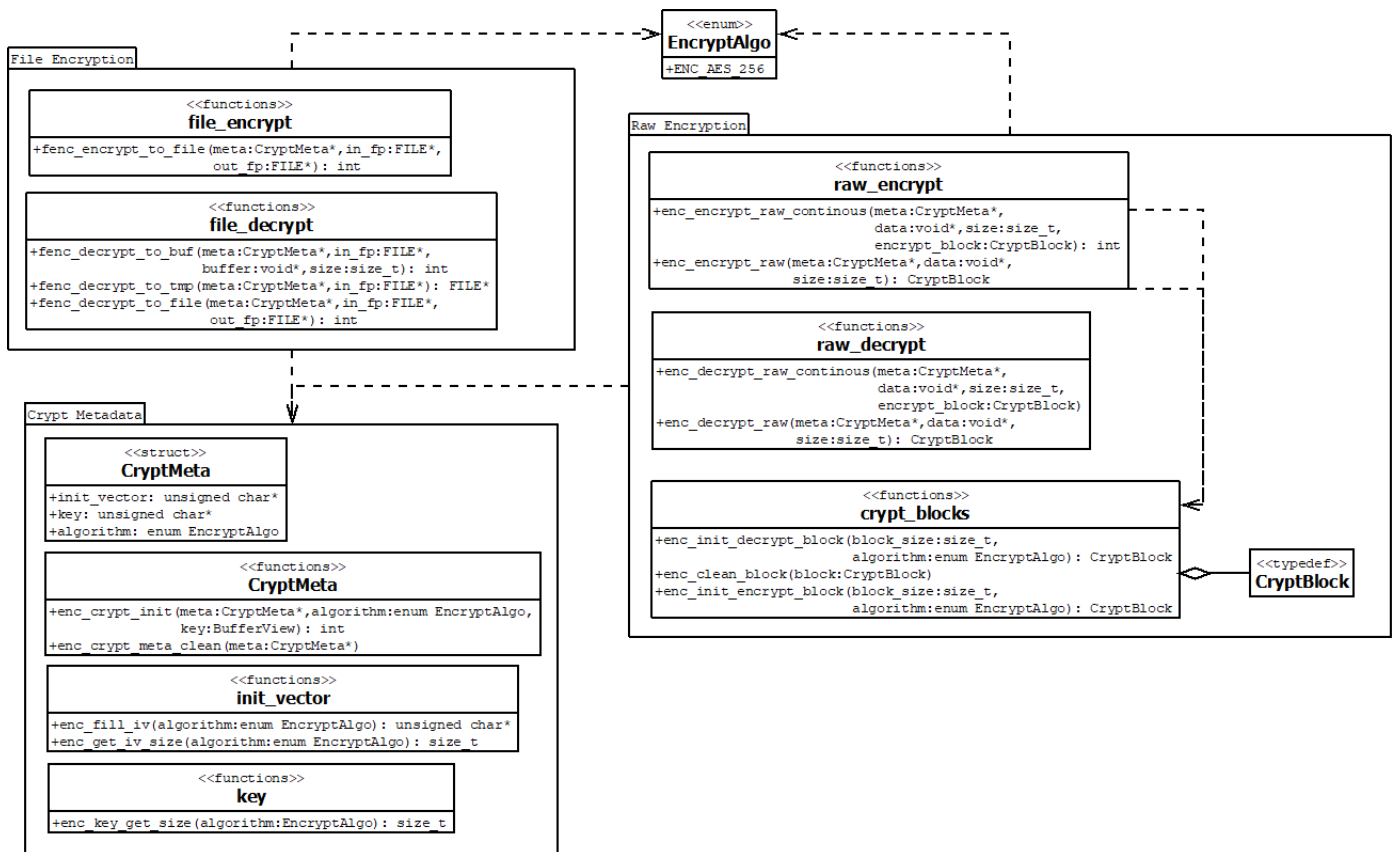 <<enum>>
EncryptAlgo
+ENC_AES_256
File Encryption
<<functions>>
file_encrypt
+fenc_encrypt_to_file(meta:CryptMeta*,in_fp:FILE*,
out_fp:FILE*): int
<<functions>>
file_decrypt
+fenc_decrypt_to_buf(meta:CryptMeta*,in_fp:FILE*,
buffer:void*,size:size_t): int
+fenc_decrypt_to_tmp(meta:CryptMeta*,in_fp:FILE*): FILE*
+fenc_decrypt_to_file(meta:CryptMeta*,in_fp:FILE*,
out_fp:FILE*): int
Raw Encryption
<<functions>>
raw_encrypt
+enc_encrypt_raw_continous(meta:CryptMeta*,
data:void*,size:size_t,
encrypt_block:CryptBlock): int
+enc_encrypt_raw(meta:CryptMeta*,data:void*,
size:size_t): CryptBlock
<<functions>>
raw_decrypt
+enc_decrypt_raw_continous(meta:CryptMeta*,
data:void*,size:size_t,
encrypt_block:CryptBlock)
+enc_decrypt_raw(meta:CryptMeta*,data:void*,
size:size_t): CryptBlock
<<functions>>
crypt_blocks
+enc_init_decrypt_block(block_size:size_t,
algorithm:enum EncryptAlgo): CryptBlock
+enc_clean_block(block:CryptBlock)
+enc_init_encrypt_block(block_size:size_t,
algorithm:enum EncryptAlgo): CryptBlock
<<typedef>>
CryptBlock
Crypt Metadata
<<struct>>
CryptMeta
+init_vector: unsigned char*
+key: unsigned char*
+algorithm: enum EncryptAlgo
<<functions>>
CryptMeta
+enc_crypt_init(meta:CryptMeta*,algorithm:enum EncryptAlgo,
key:BufferView): int
+enc_crypt_meta_clean(meta:CryptMeta*)
<<functions>>
init_vector
+enc_fill_iv(algorithm:enum EncryptAlgo): unsigned char*
+enc_get_iv_size(algorithm:enum EncryptAlgo): size_t
<<functions>>
key
+enc_key_get_size(algorithm:EncryptAlgo): size_t